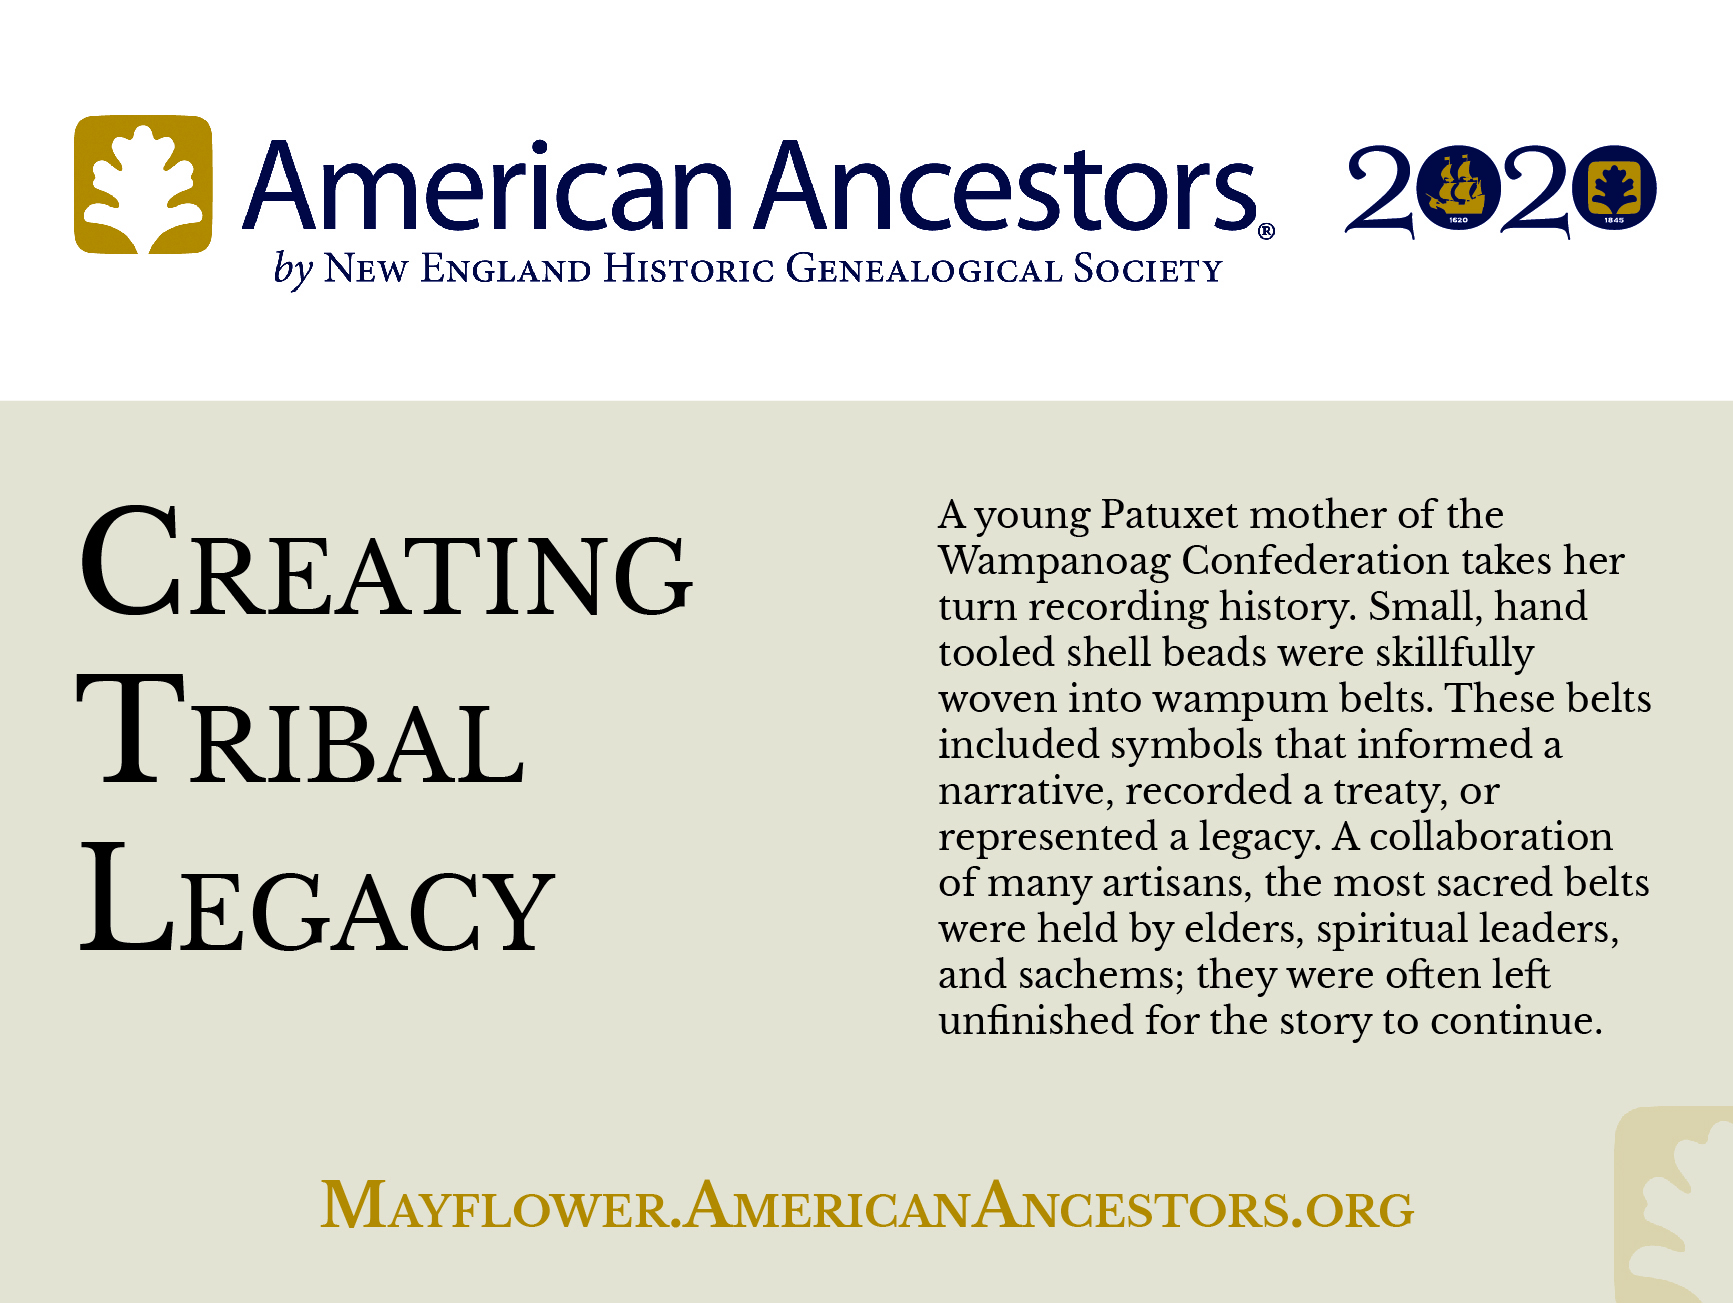 American Ancestors®
by New England Historic Genealogical Society
2020
1620
1845
Creating
Tribal
Legacy
A young Patuxet mother of the
Wampanoag Confederation takes her
turn recording history. Small, hand
tooled shell beads were skillfully
woven into wampum belts. These belts
included symbols that informed a
narrative, recorded a treaty, or
represented a legacy. A collaboration
of many artisans, the most sacred belts
were held by elders, spiritual leaders,
and sachems; they were often left
unfinished for the story to continue.
Mayflower.AmericanAncestors.org